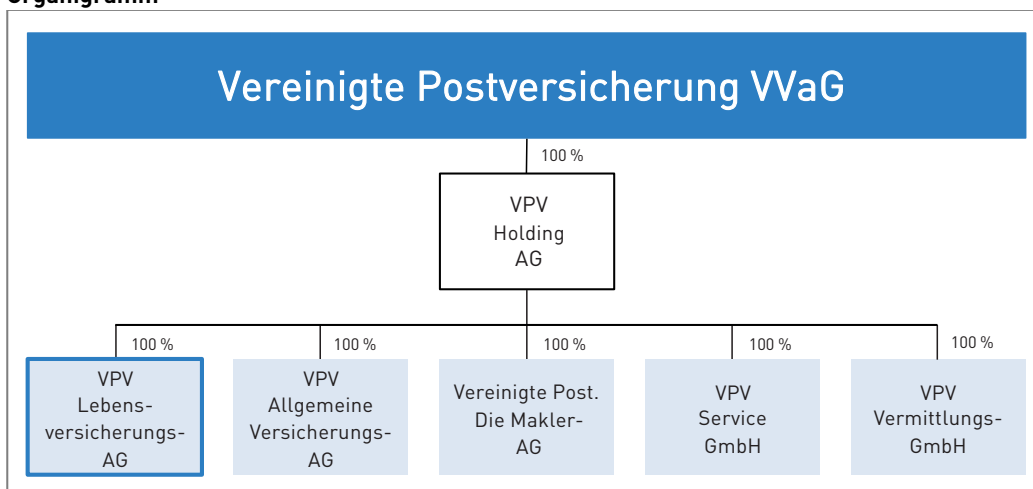 Organigramm
Vereinigte Postversicherung VVaG
100 %
VPV
Holding
AG
100 %
100 %
100 %
100 %
100 %
VPV
Lebens-
versicherungs-
AG
VPV
Allgemeine
Versicherungs-
AG
Vereinigte Post.
Die Makler-
AG
VPV
Service
GmbH
VPV
Vermittlungs-
GmbH